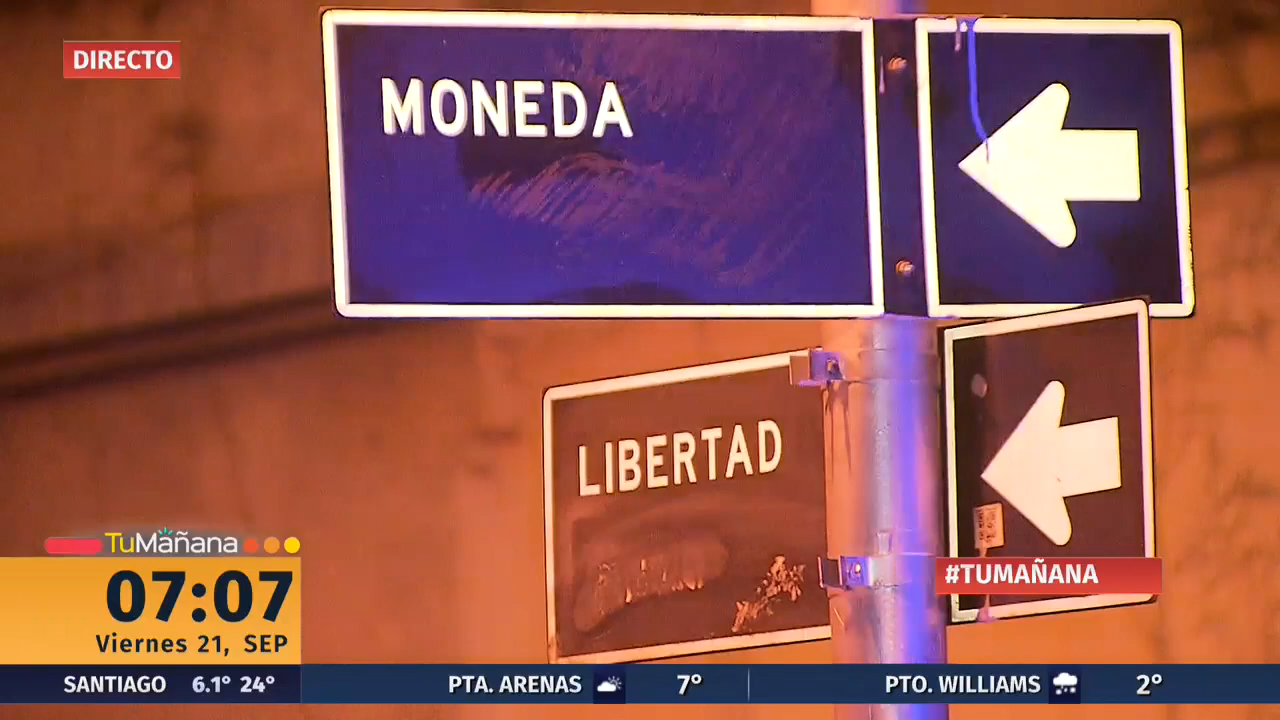 DIRECTO
MONEDA
LIBERTAD
#TUMAÑANA
TuMañana
07:07
Viernes 21, SEP
SANTIAGO 6.1° 24° PTA. ARENAS 7° PTO. WILLIAMS 2°